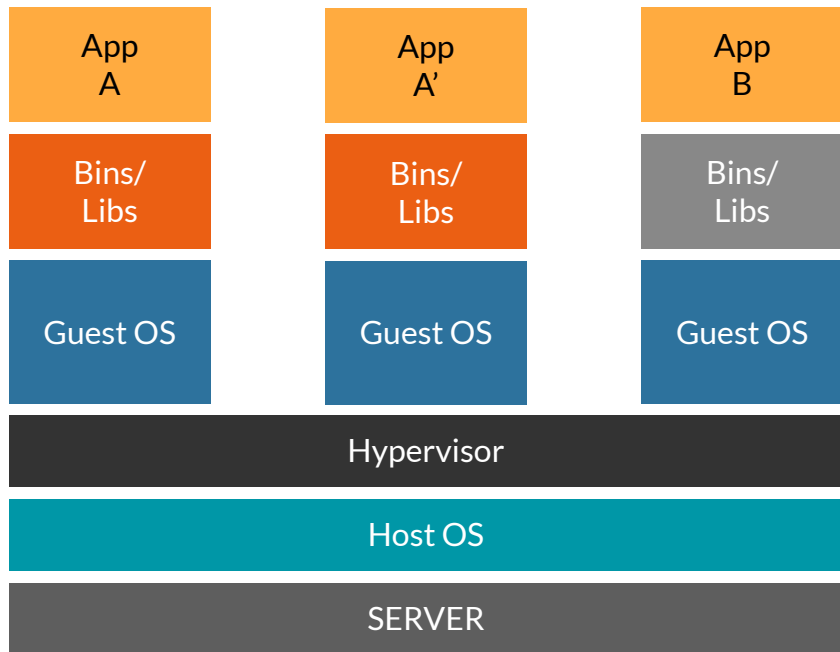 App
A
App
A’
App
B
Bins/
Libs
Bins/
Libs
Bins/
Libs
Guest OS
Guest OS
Guest OS
Hypervisor
Host OS
SERVER